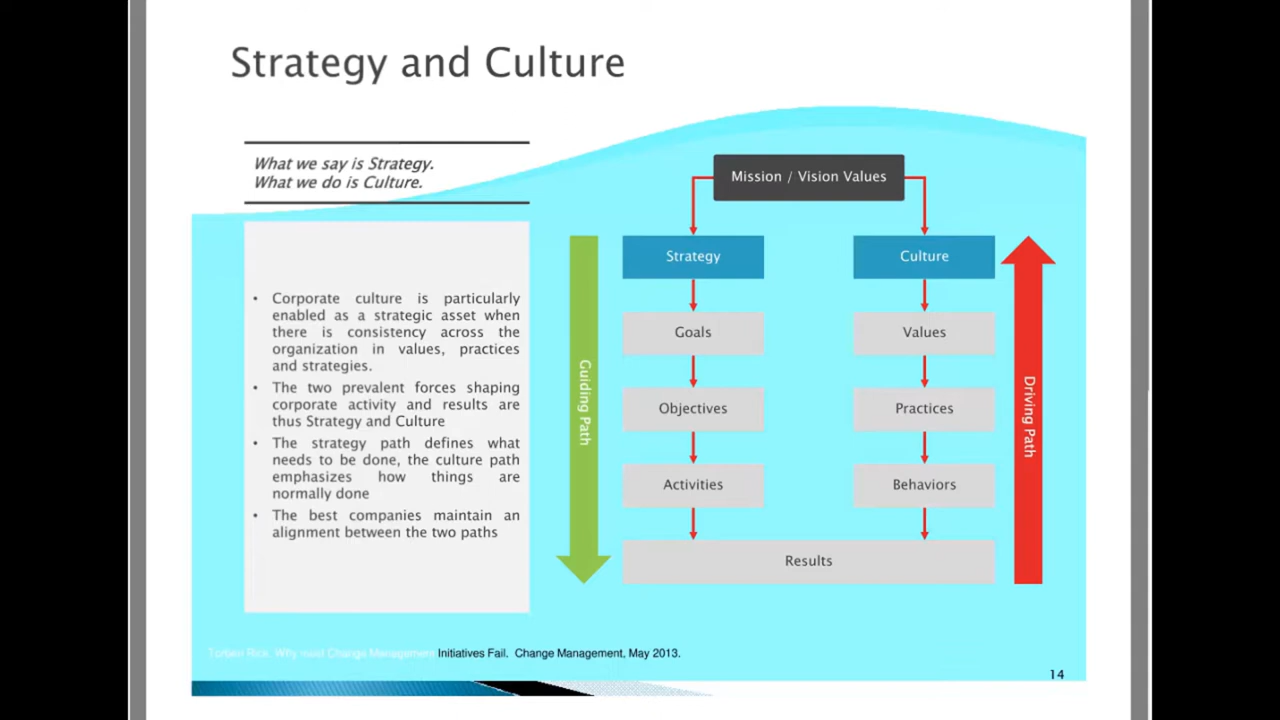 Strategy and Culture
What we say is Strategy.
What we do is Culture.
• Corporate culture is particularly
enabled as a strategic asset when
there is consistency across the
organization in values, practices
and strategies.
• The two prevalent forces shaping
corporate activity and results are
thus Strategy and Culture
• The strategy path defines what
needs to be done, the culture path
emphasizes how things are
normally done
• The best companies maintain an
alignment between the two paths
Mission / Vision Values
Strategy
Culture
Goals
Values
Objectives
Practices
Activities
Behaviors
Results
Guiding Path
Driving Path
Torben Rick, Why most Change Management Initiatives Fail. Change Management, May 2013.
14